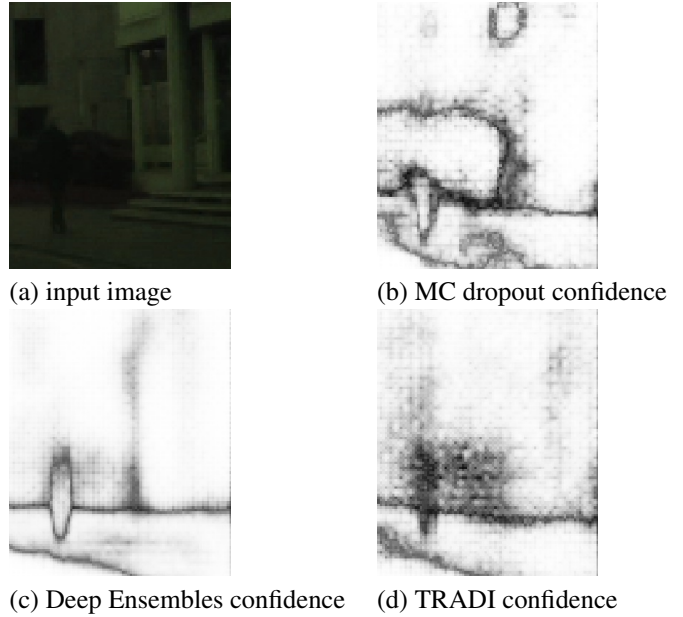 (a) input image
(b) MC dropout confidence
(c) Deep Ensembles confidence
(d) TRADI confidence